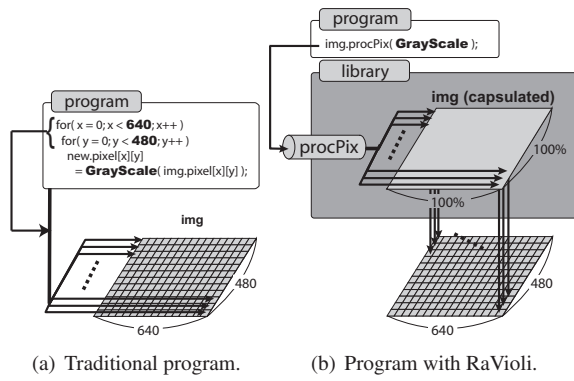 program
for( x = 0; x < 640; x++ )
for( y = 0; y < 480; y++ )
new.pixel[x][y]
= GrayScale( img.pixel[x][y] );
img
480
640
(a) Traditional program.
program
img.procPix( GrayScale );
library
img (capsulated)
procPix
100%
100%
480
640
(b) Program with RaVioli.